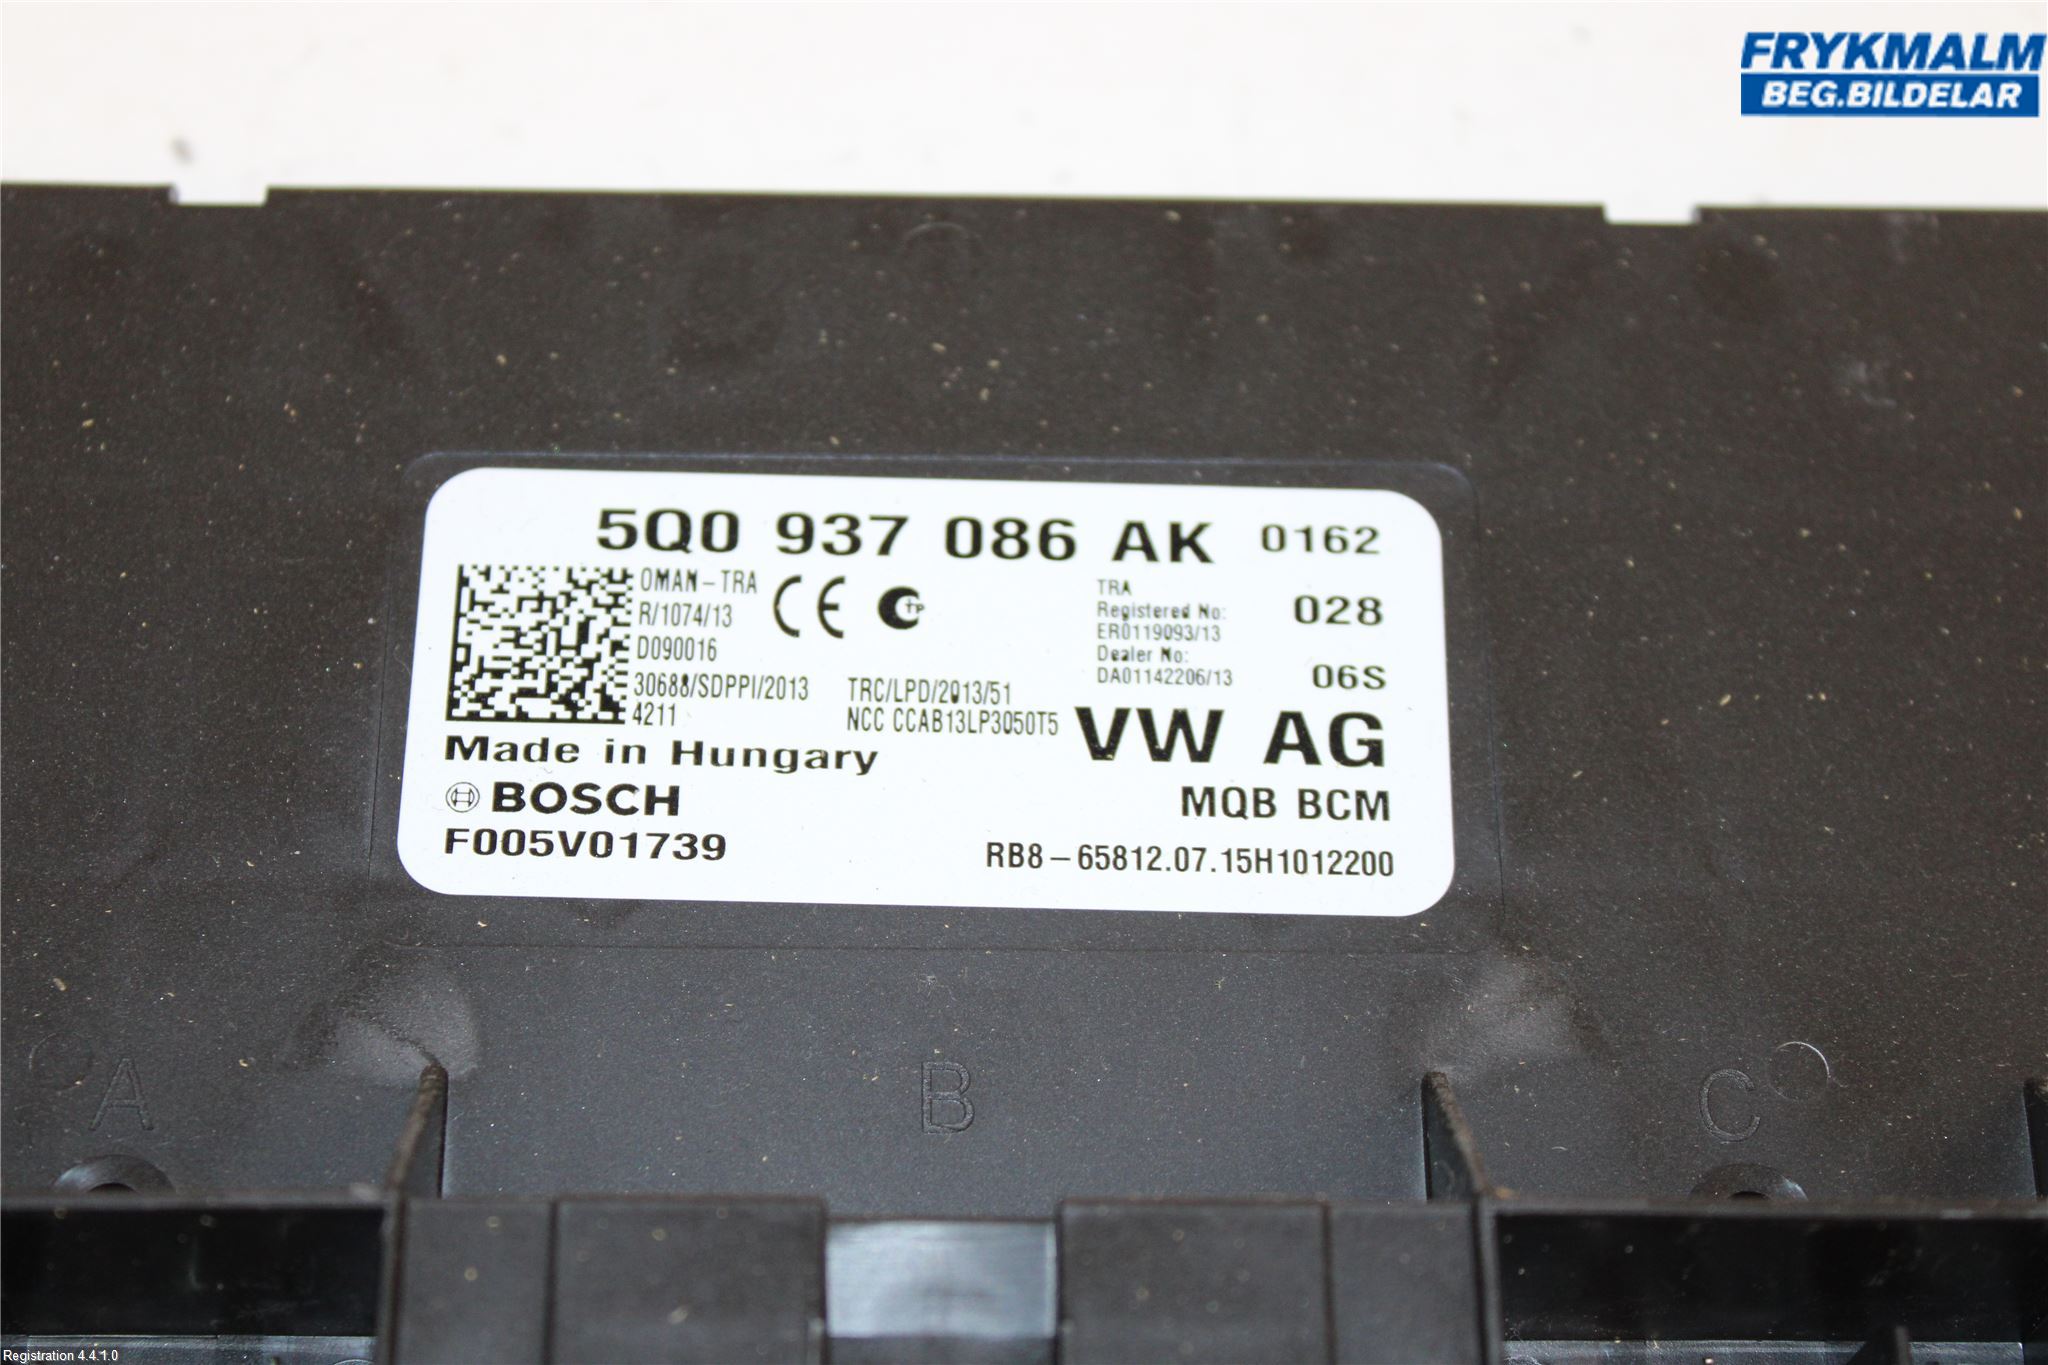 FRYKMALM
BEG.BILDELAR
5Q0 937 086 AK 0162
OMAN-TRA
R/1074/13
D090016
30688/SDPPI/2013
4211
CE
TP
TRC/LPD/2013/51
NCC CCAB13LP3050T5
TRA
Registered No:
ER0119093/13
Dealer No:
DA01142206/13
028
06S
VW AG
Made in Hungary
BOSCH
MQB BCM
F005V01739
RB8-65812.07.15H1012200
A B C
Registration 4.4.1.0